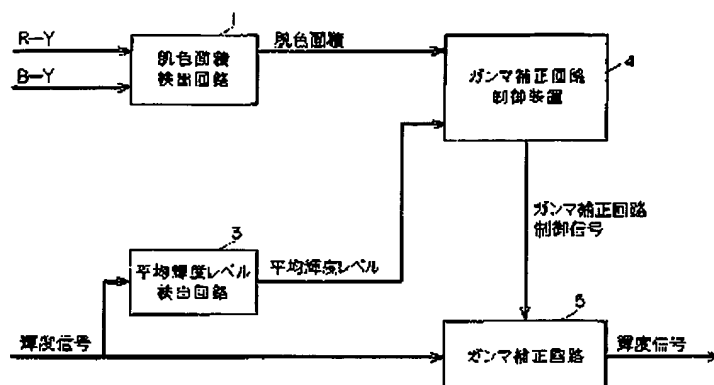 1
R-Y
肌色面積
検出回路
肌色面積
B-Y
ガンマ補正回路
制御装置
4
ガンマ補正回路
制御信号
3
平均輝度レベル
検出回路
平均輝度レベル
5
輝度信号
ガンマ補正回路
輝度信号